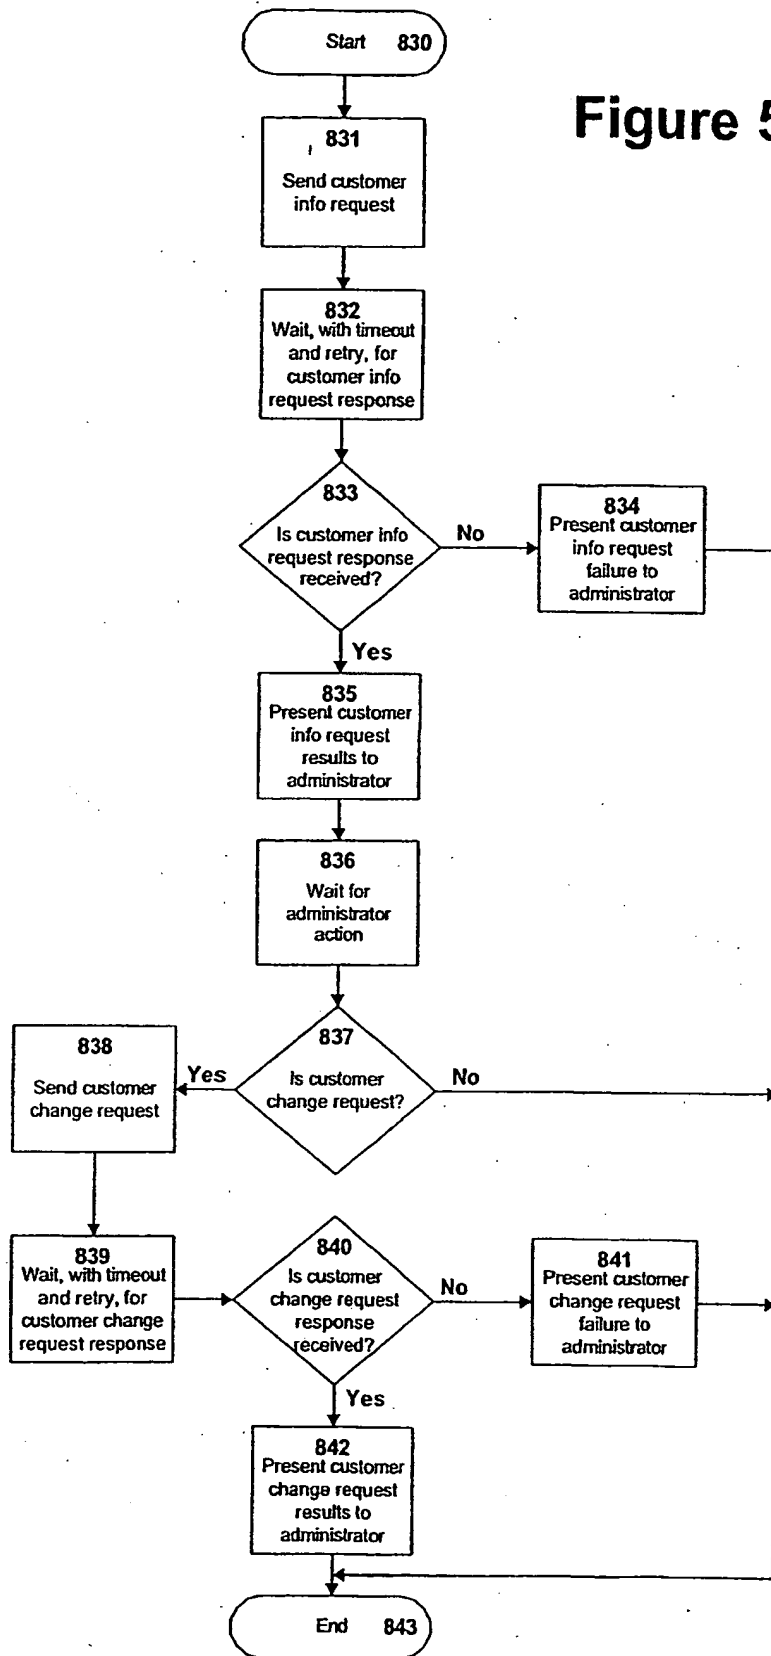 Start 830
Figure 5
831
Send customer
info request
832
Wait, with timeout
and retry, for
customer info
request response
833
Is customer info
request response
received?
No
834
Present customer
info request
failure to
administrator
Yes
835
Present customer
info request
results to
administrator
836
Wait for
administrator
action
837
Is customer
change request?
Yes
No
838
Send customer
change request
839
Wait, with timeout
and retry, for
customer change
request response
840
Is customer
change request
response
received?
No
841
Present customer
change request
failure to
administrator
Yes
842
Present customer
change request
results to
administrator
End 843